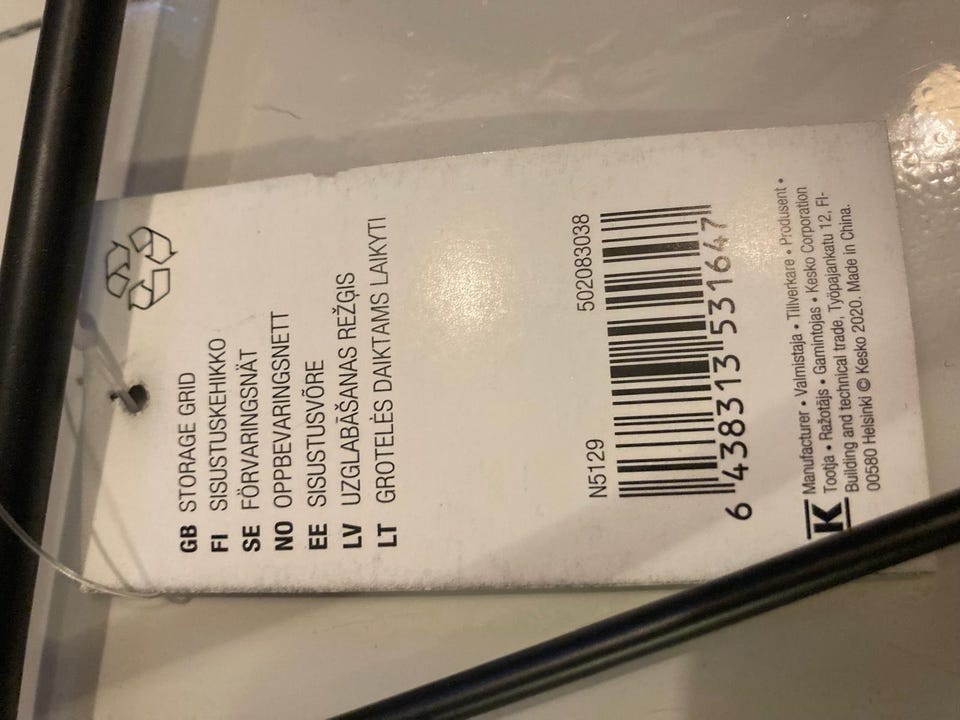 GB STORAGE GRID
FI SISUSTUSKEHIKKO
SE FÖRVARINGSNÄT
NO OPPBEVARINGSNETT
EE SISUSTUSVÕRE
LV UZGLABĀŠANAS REŽĢIS
LT GROTELĖS DAIKTAMS LAIKYTI
N5129 502083038
6 438313 531647
K Manufacturer • Valmistaja • Tillverkare • Produsent •
Tootja • Ražotājs • Gamintojas • Kesko Corporation
Building and technical trade, Työpajankatu 12, FI-
00580 Helsinki © Kesko 2020. Made in China.